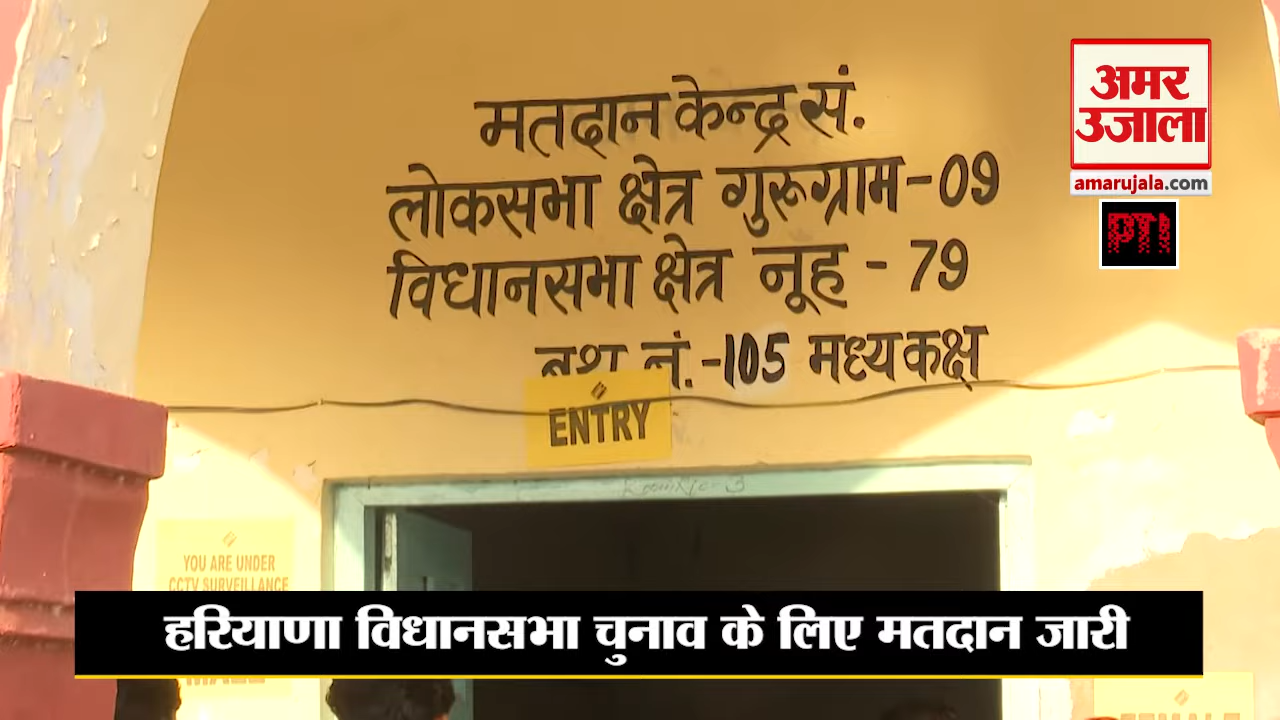 मतदान केन्द्र सं.
लोकसभा क्षेत्र गुरुग्राम-09
विधानसभा क्षेत्र नूह - 79
नं.-105 मध्य कक्ष
ENTRY
YOU ARE UNDER
CCTV SURVEILLANCE
अमर
उजाला
amarujala.com
PTI
हरियाणा विधानसभा चुनाव के लिए मतदान जारी